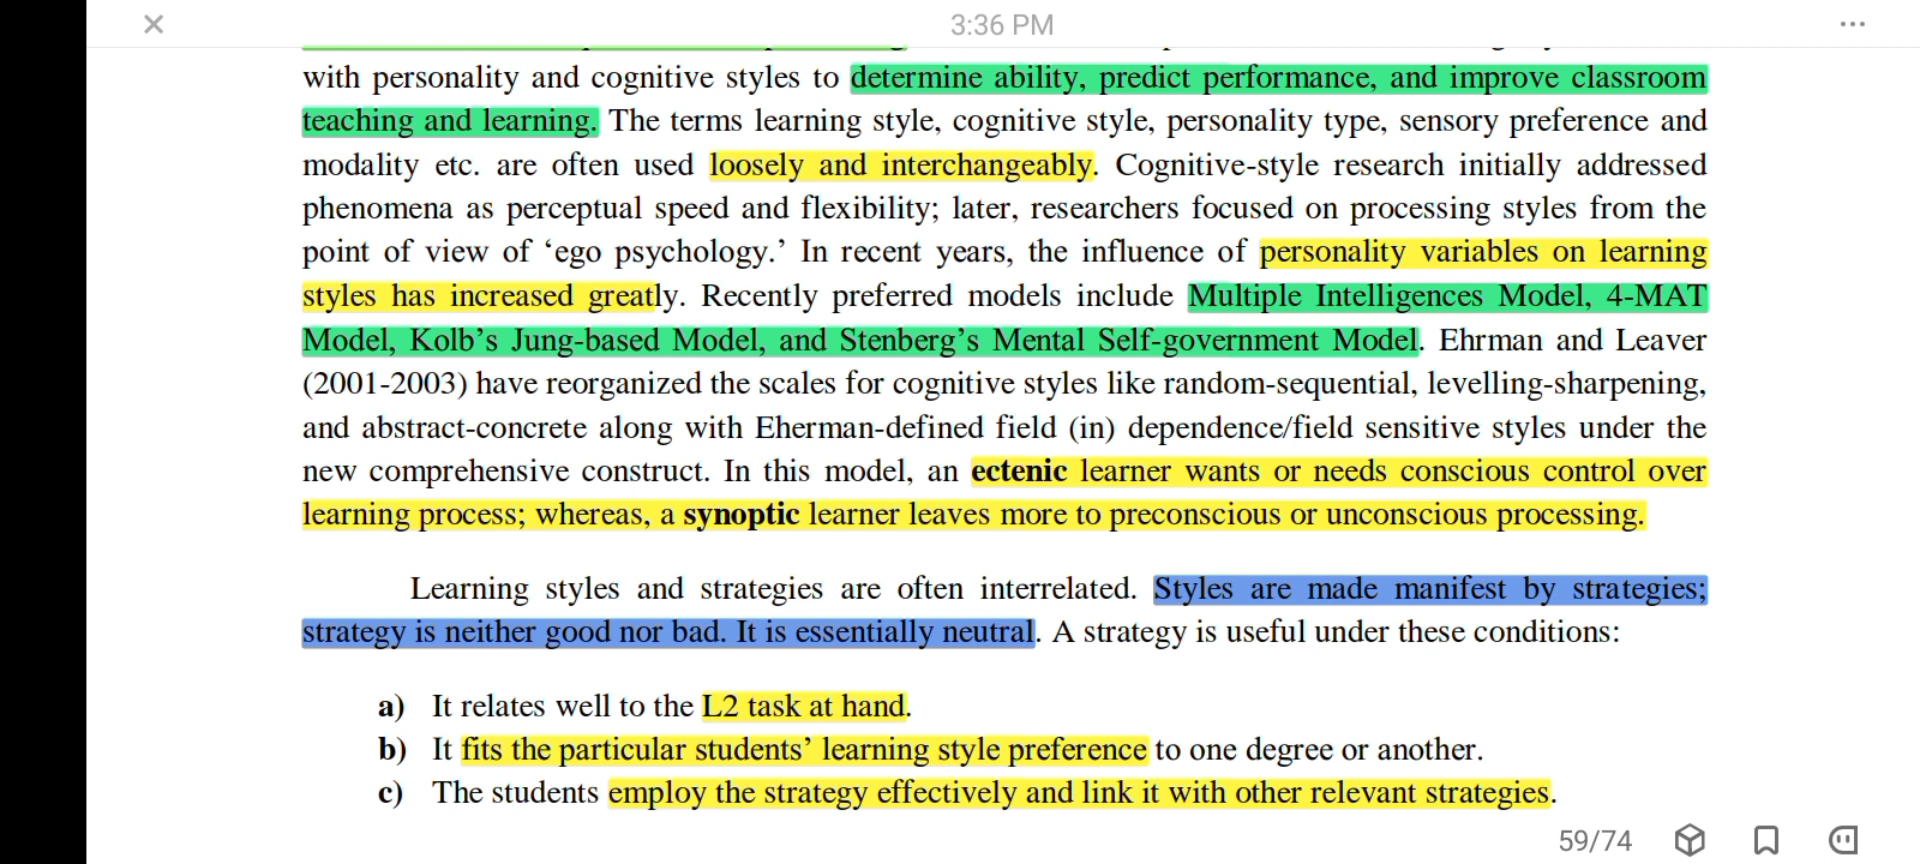 3:36 PM
with personality and cognitive styles to determine ability, predict performance, and improve classroom
teaching and learning. The terms learning style, cognitive style, personality type, sensory preference and
modality etc. are often used loosely and interchangeably. Cognitive-style research initially addressed
phenomena as perceptual speed and flexibility; later, researchers focused on processing styles from the
point of view of ‘ego psychology.’ In recent years, the influence of personality variables on learning
styles has increased greatly. Recently preferred models include Multiple Intelligences Model, 4-MAT
Model, Kolb’s Jung-based Model, and Stenberg’s Mental Self-government Model. Ehrman and Leaver
(2001-2003) have reorganized the scales for cognitive styles like random-sequential, levelling-sharpening,
and abstract-concrete along with Eherman-defined field (in) dependence/field sensitive styles under the
new comprehensive construct. In this model, an ectenic learner wants or needs conscious control over
learning process; whereas, a synoptic learner leaves more to preconscious or unconscious processing.
Learning styles and strategies are often interrelated. Styles are made manifest by strategies;
strategy is neither good nor bad. It is essentially neutral. A strategy is useful under these conditions:
a) It relates well to the L2 task at hand.
b) It fits the particular students’ learning style preference to one degree or another.
c) The students employ the strategy effectively and link it with other relevant strategies.
59/74